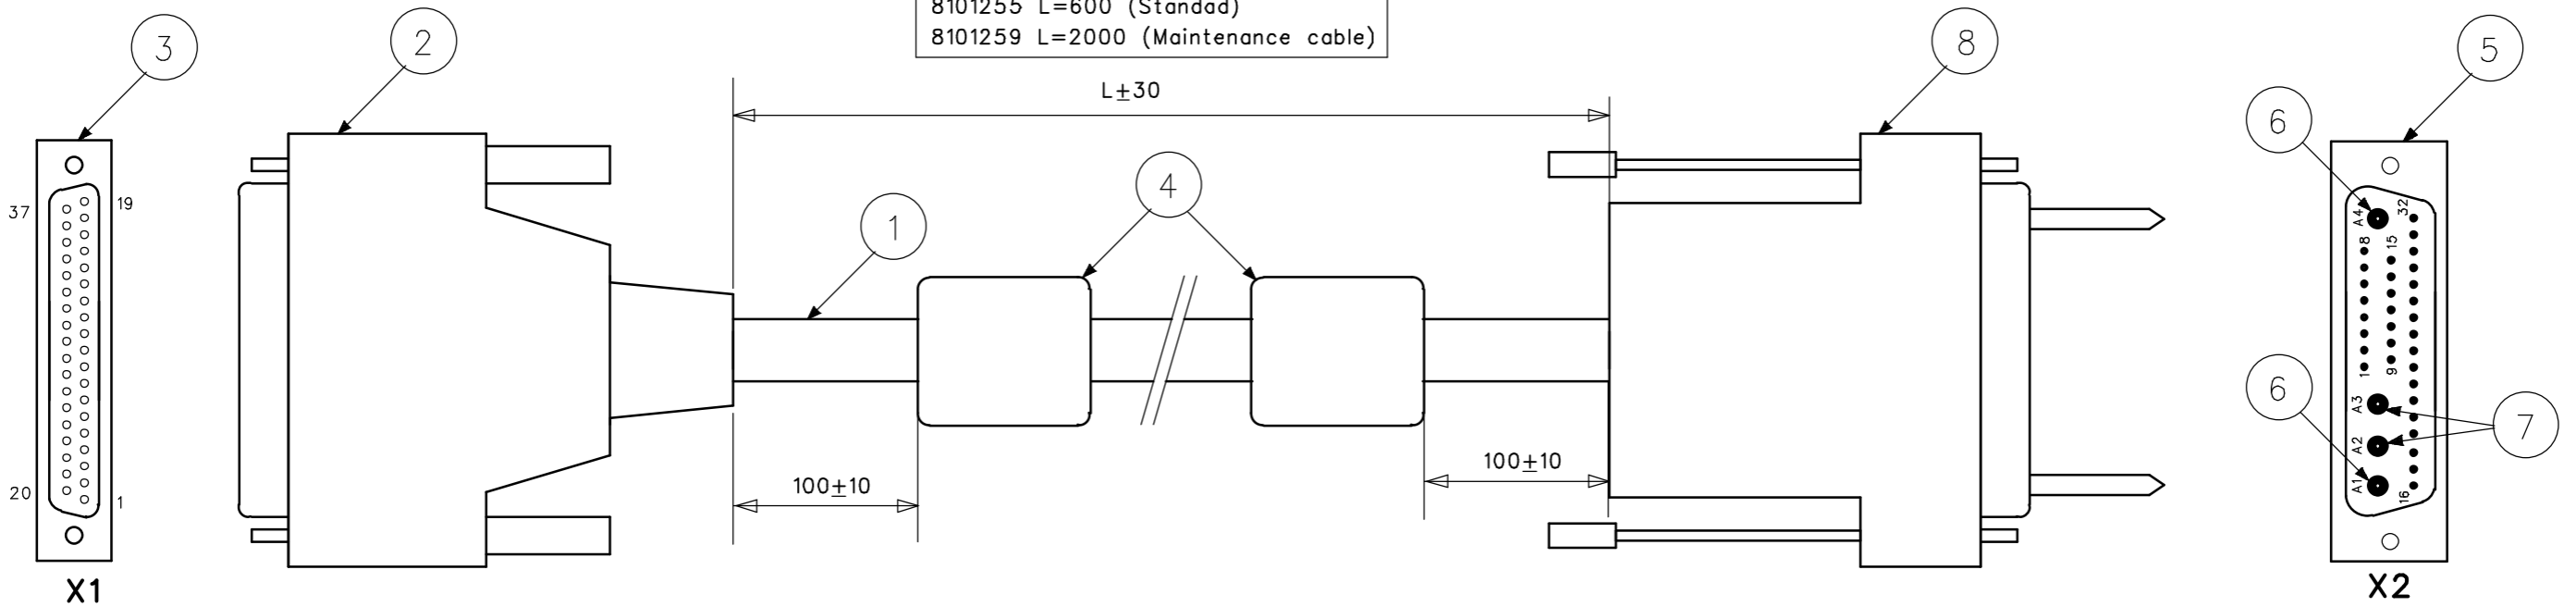 8101255 L=600 (Standad)
8101259 L=2000 (Maintenance cable)
3
2
8
5
L±30
6
4
1
37
19
A4
32
8
15
1
9
A3
6
7
A2
100±10
100±10
A1
16
20
1
X1
X2